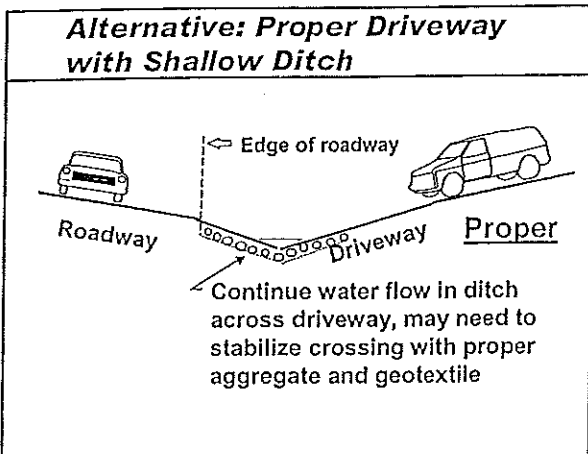 Alternative: Proper Driveway
with Shallow Ditch
Edge of roadway
Roadway
Driveway
Proper
Continue water flow in ditch
across driveway, may need to
stabilize crossing with proper
aggregate and geotextile